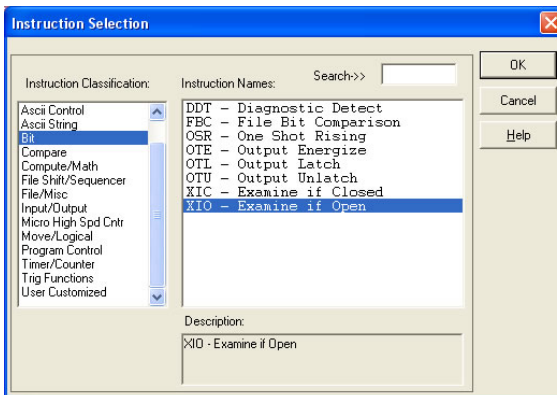 Instruction Selection
Instruction Classification:
Instruction Names:
Search->>
OK
Cancel
Help
Ascii Control
Ascii String
Bit
Compare
Compute/Math
File Shift/Sequencer
File/Misc
Input/Output
Micro High Spd Cntr
Move/Logical
Program Control
Timer/Counter
Trig Functions
User Customized
DDT - Diagnostic Detect
FBC - File Bit Comparison
OSR - One Shot Rising
OTE - Output Energize
OTL - Output Latch
OTU - Output Unlatch
XIC - Examine if Closed
XIO - Examine if Open
Description:
XIO - Examine if Open